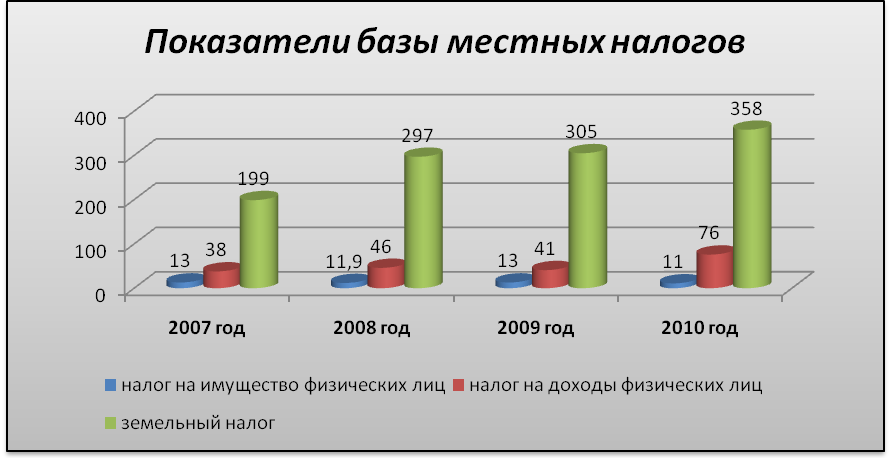 Показатели базы местных налогов
400
300
200
100
0
13 38 199
11,9 46 297
13 41 305
11 76 358
2007 год 2008 год 2009 год 2010 год
налог на имущество физических лиц налог на доходы физических лиц
земельный налог